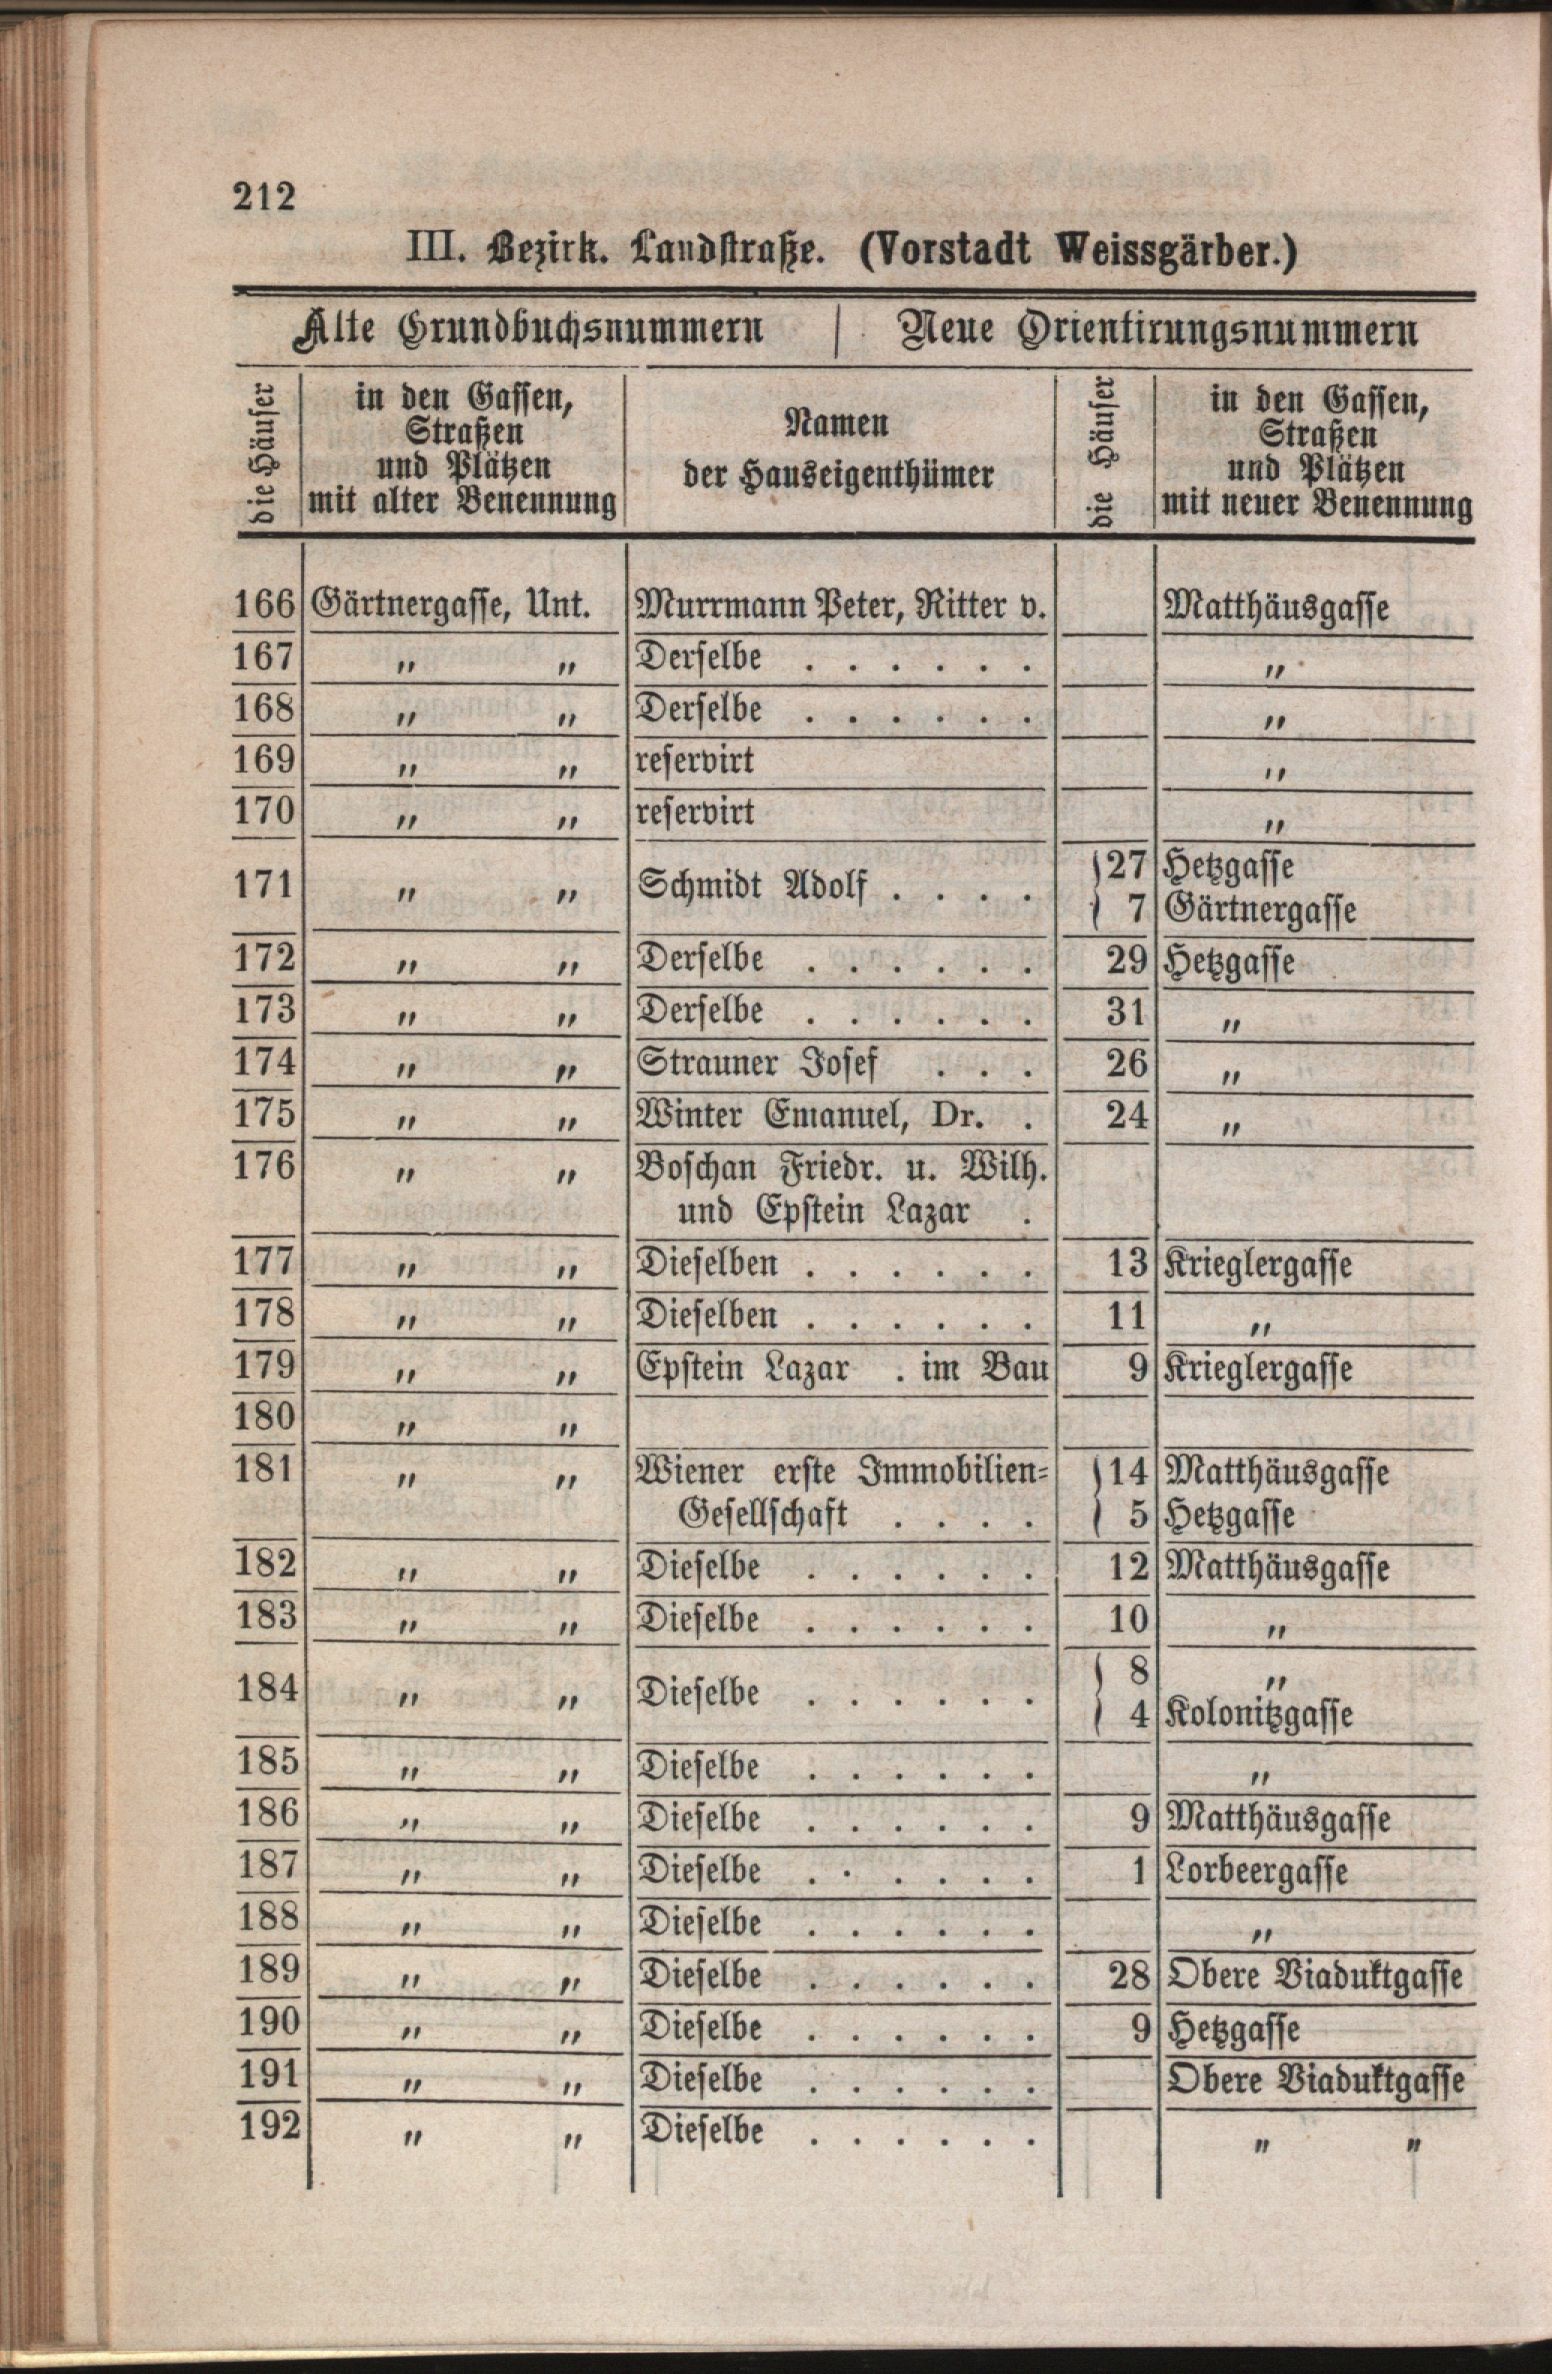 212
III. Bezirk. Landstraße. (Vorstadt Weissgärber.)
Alte Grundbuchsnummern | Neue Orientirungsnummern
die Häuser | in den Gassen, Straßen und Plätzen mit alter Benennung | Namen der Hauseigenthümer | die Häuser | in den Gassen, Straßen und Plätzen mit neuer Benennung
166 Gärtnergasse, Unt. Murrmann Peter, Ritter v. Matthäusgasse
167 „ „ Derselbe . . . . . . „
168 „ „ Derselbe . . . . . . „
169 „ „ reservirt „
170 „ „ reservirt „
171 „ „ Schmidt Adolf . . . . 27 Hetzgasse
7 Gärtnergasse
172 „ „ Derselbe . . . . . . 29 Hetzgasse
173 „ „ Derselbe . . . . . . 31 „
174 „ „ Strauner Josef . . . 26 „
175 „ „ Winter Emanuel, Dr. . 24 „
176 „ „ Boschan Friedr. u. Wilh.
und Epstein Lazar .
177 „ „ Dieselben . . . . . . 13 Krieglergasse
178 „ „ Dieselben . . . . . . 11 „
179 „ „ Epstein Lazar . im Bau 9 Krieglergasse
180 „ „
181 „ „ Wiener erste Immobilien- 14 Matthäusgasse
Gesellschaft . . . . 5 Hetzgasse
182 „ „ Dieselbe . . . . . . 12 Matthäusgasse
183 „ „ Dieselbe . . . . . . 10 „
184 „ „ Dieselbe . . . . . . 8 „
4 Kolonitzgasse
185 „ „ Dieselbe . . . . . . „
186 „ „ Dieselbe . . . . . . 9 Matthäusgasse
187 „ „ Dieselbe . . . . . . 1 Lorbeergasse
188 „ „ Dieselbe . . . . . . „
189 „ „ Dieselbe . . . . . . 28 Obere Viaduktgasse
190 „ „ Dieselbe . . . . . . 9 Hetzgasse
191 „ „ Dieselbe . . . . . . Obere Viaduktgasse
192 „ „ Dieselbe . . . . . . „ „